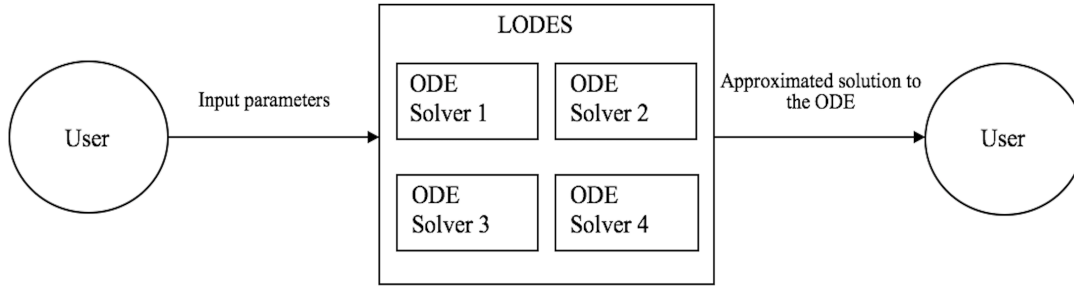 User
Input parameters
LODES
ODE
Solver 1
ODE
Solver 2
ODE
Solver 3
ODE
Solver 4
Approximated solution to
the ODE
User